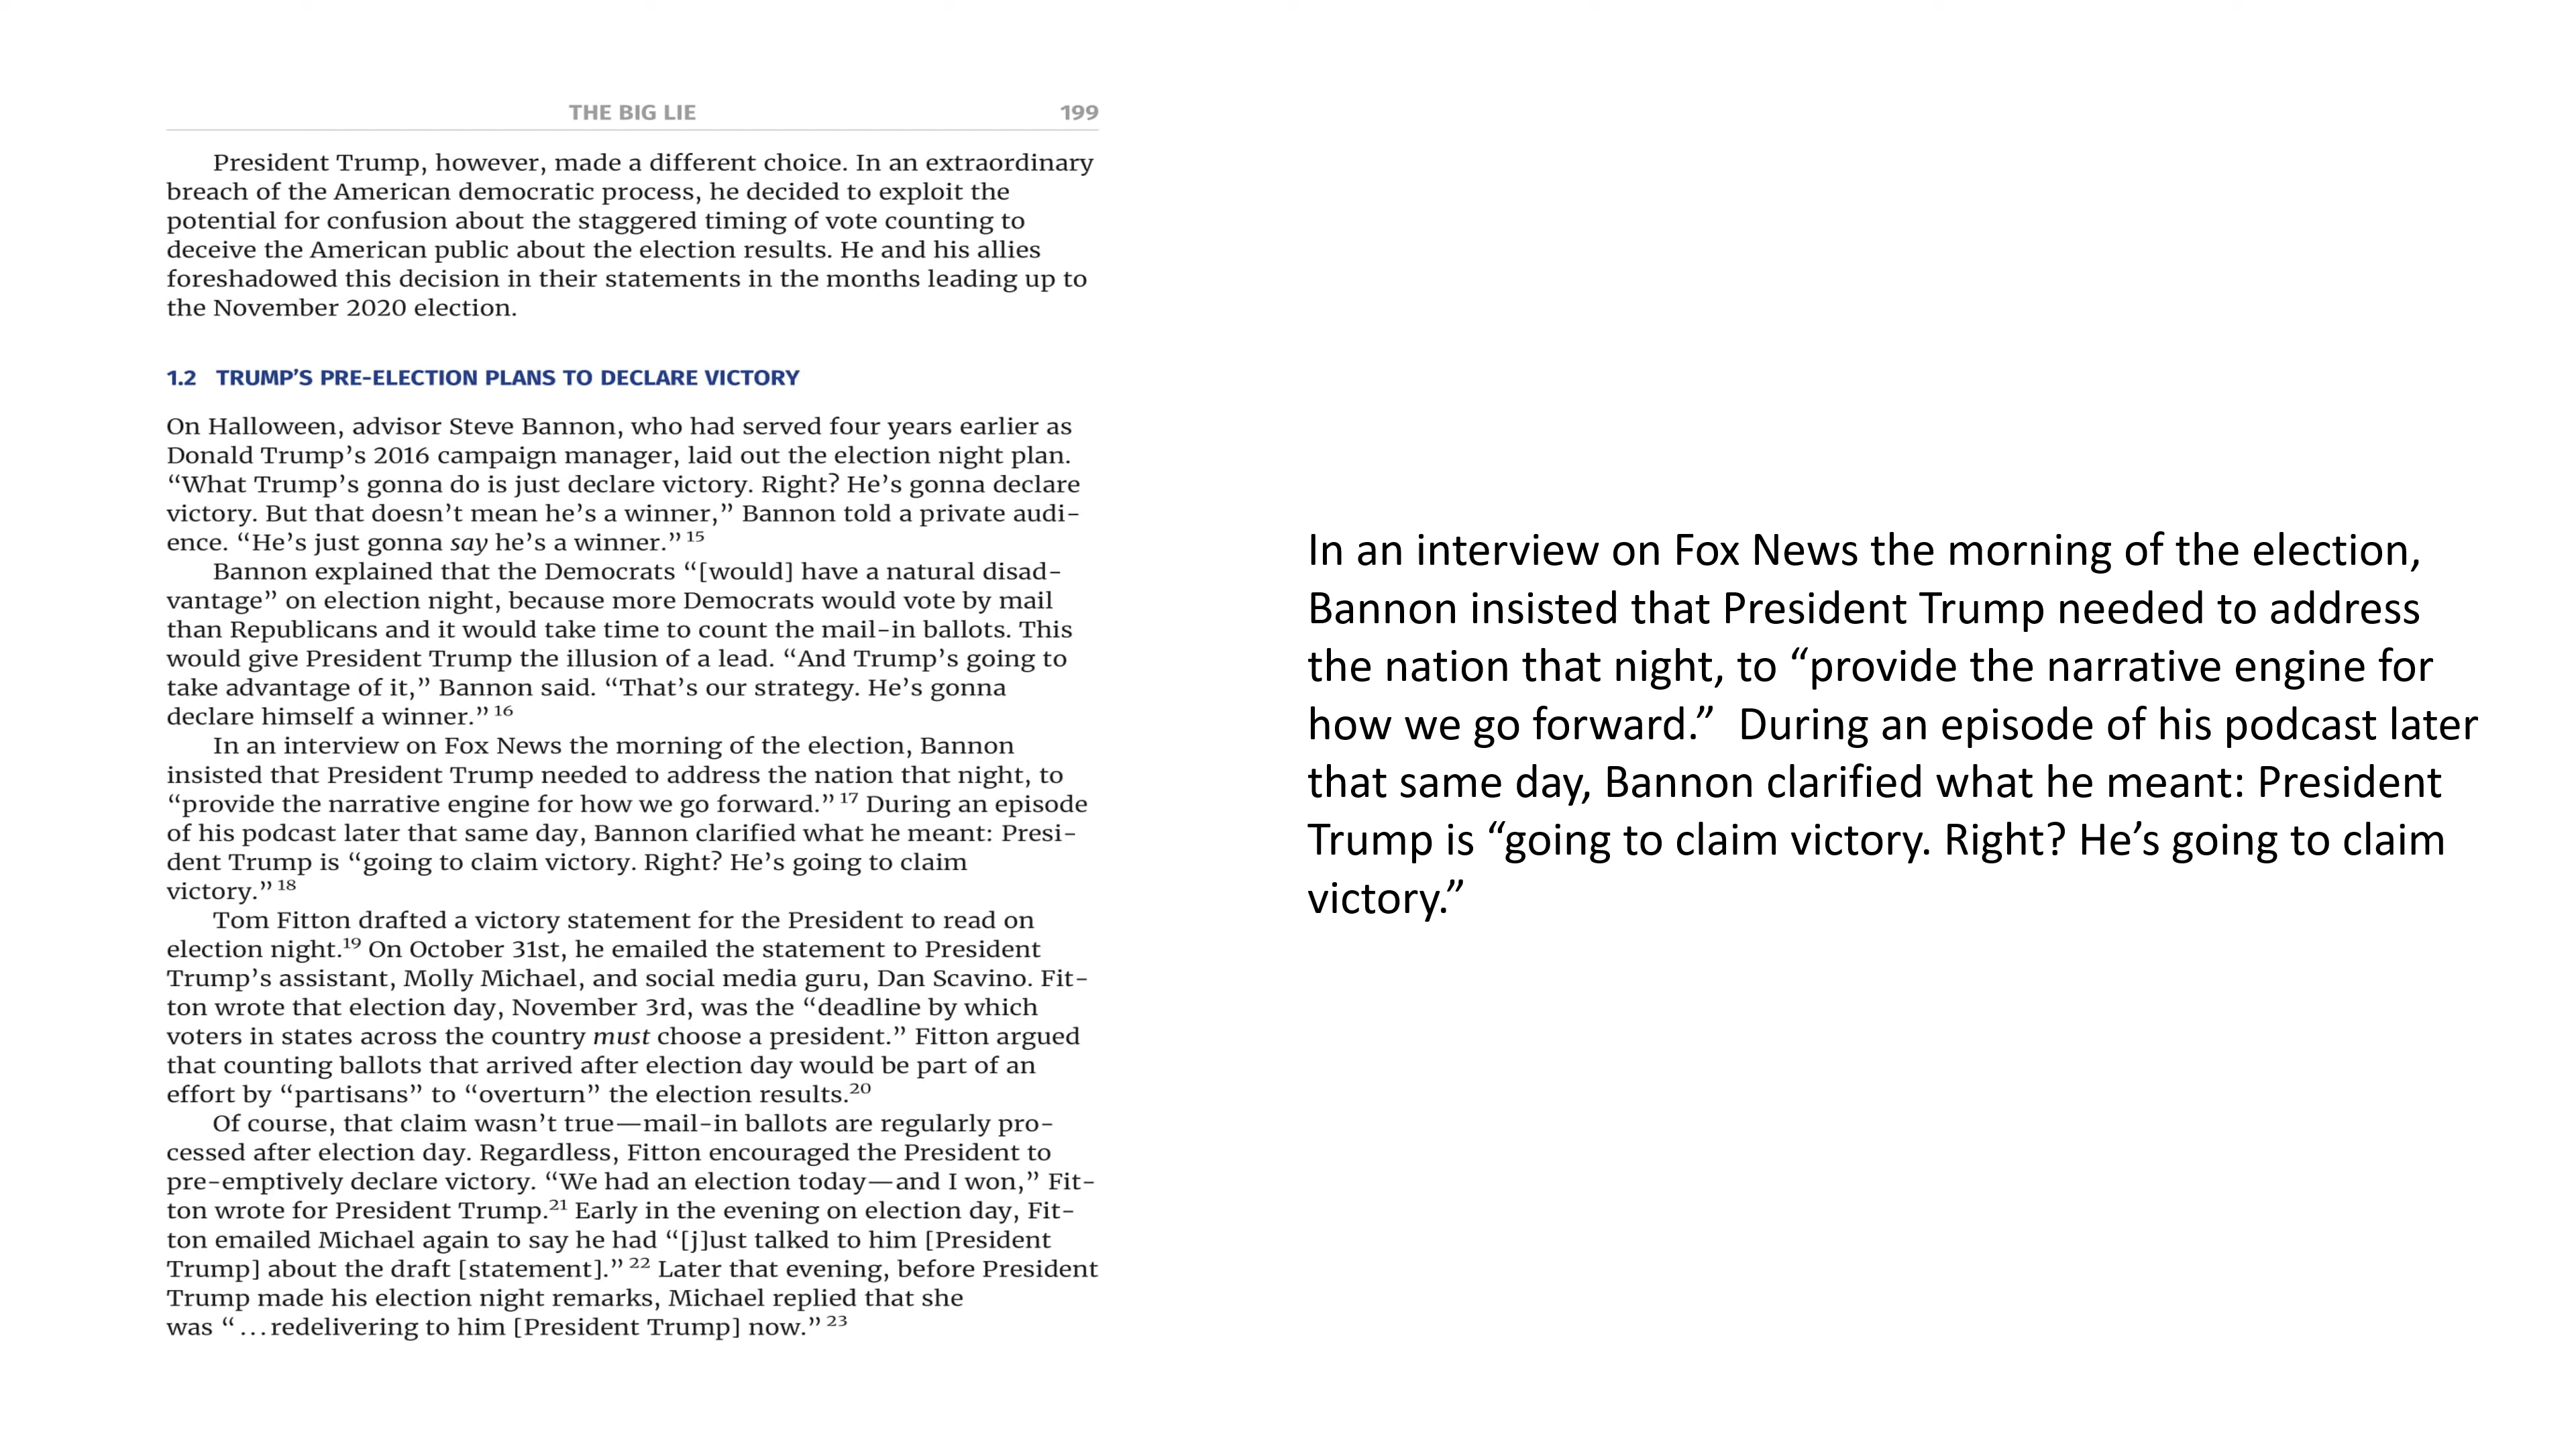 THE BIG LIE 199
President Trump, however, made a different choice. In an extraordinary
breach of the American democratic process, he decided to exploit the
potential for confusion about the staggered timing of vote counting to
deceive the American public about the election results. He and his allies
foreshadowed this decision in their statements in the months leading up to
the November 2020 election.
1.2 TRUMP’S PRE-ELECTION PLANS TO DECLARE VICTORY
On Halloween, advisor Steve Bannon, who had served four years earlier as
Donald Trump’s 2016 campaign manager, laid out the election night plan.
“What Trump’s gonna do is just declare victory. Right? He’s gonna declare
victory. But that doesn’t mean he’s a winner,” Bannon told a private audi-
ence. “He’s just gonna say he’s a winner.” 15
Bannon explained that the Democrats “[would] have a natural disad-
vantage” on election night, because more Democrats would vote by mail
than Republicans and it would take time to count the mail-in ballots. This
would give President Trump the illusion of a lead. “And Trump’s going to
take advantage of it,” Bannon said. “That’s our strategy. He’s gonna
declare himself a winner.” 16
In an interview on Fox News the morning of the election, Bannon
insisted that President Trump needed to address the nation that night, to
“provide the narrative engine for how we go forward.” 17 During an episode
of his podcast later that same day, Bannon clarified what he meant: Presi-
dent Trump is “going to claim victory. Right? He’s going to claim
victory.” 18
Tom Fitton drafted a victory statement for the President to read on
election night.19 On October 31st, he emailed the statement to President
Trump’s assistant, Molly Michael, and social media guru, Dan Scavino. Fit-
ton wrote that election day, November 3rd, was the “deadline by which
voters in states across the country must choose a president.” Fitton argued
that counting ballots that arrived after election day would be part of an
effort by “partisans” to “overturn” the election results.20
Of course, that claim wasn’t true—mail-in ballots are regularly pro-
cessed after election day. Regardless, Fitton encouraged the President to
pre-emptively declare victory. “We had an election today—and I won,” Fit-
ton wrote for President Trump.21 Early in the evening on election day, Fit-
ton emailed Michael again to say he had “[j]ust talked to him [President
Trump] about the draft [statement].” 22 Later that evening, before President
Trump made his election night remarks, Michael replied that she
was “ . . . redelivering to him [President Trump] now.” 23
In an interview on Fox News the morning of the election,
Bannon insisted that President Trump needed to address
the nation that night, to “provide the narrative engine for
how we go forward.”  During an episode of his podcast later
that same day, Bannon clarified what he meant: President
Trump is “going to claim victory. Right? He’s going to claim
victory.”